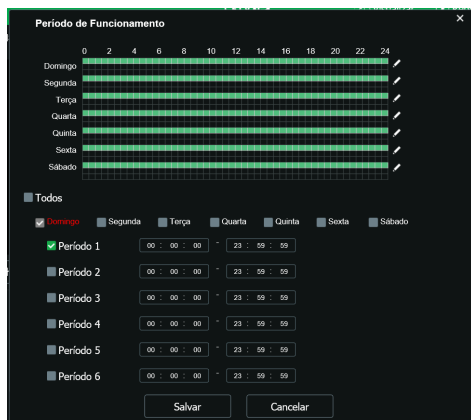 Período de Funcionamento
×
0 2 4 6 8 10 12 14 16 18 20 22 24
Domingo
Segunda
Terça
Quarta
Quinta
Sexta
Sábado
Todos
Domingo Segunda Terça Quarta Quinta Sexta Sábado
Período 1 00 : 00 : 00 - 23 : 59 : 59
Período 2 00 : 00 : 00 - 23 : 59 : 59
Período 3 00 : 00 : 00 - 23 : 59 : 59
Período 4 00 : 00 : 00 - 23 : 59 : 59
Período 5 00 : 00 : 00 - 23 : 59 : 59
Período 6 00 : 00 : 00 - 23 : 59 : 59
Salvar Cancelar